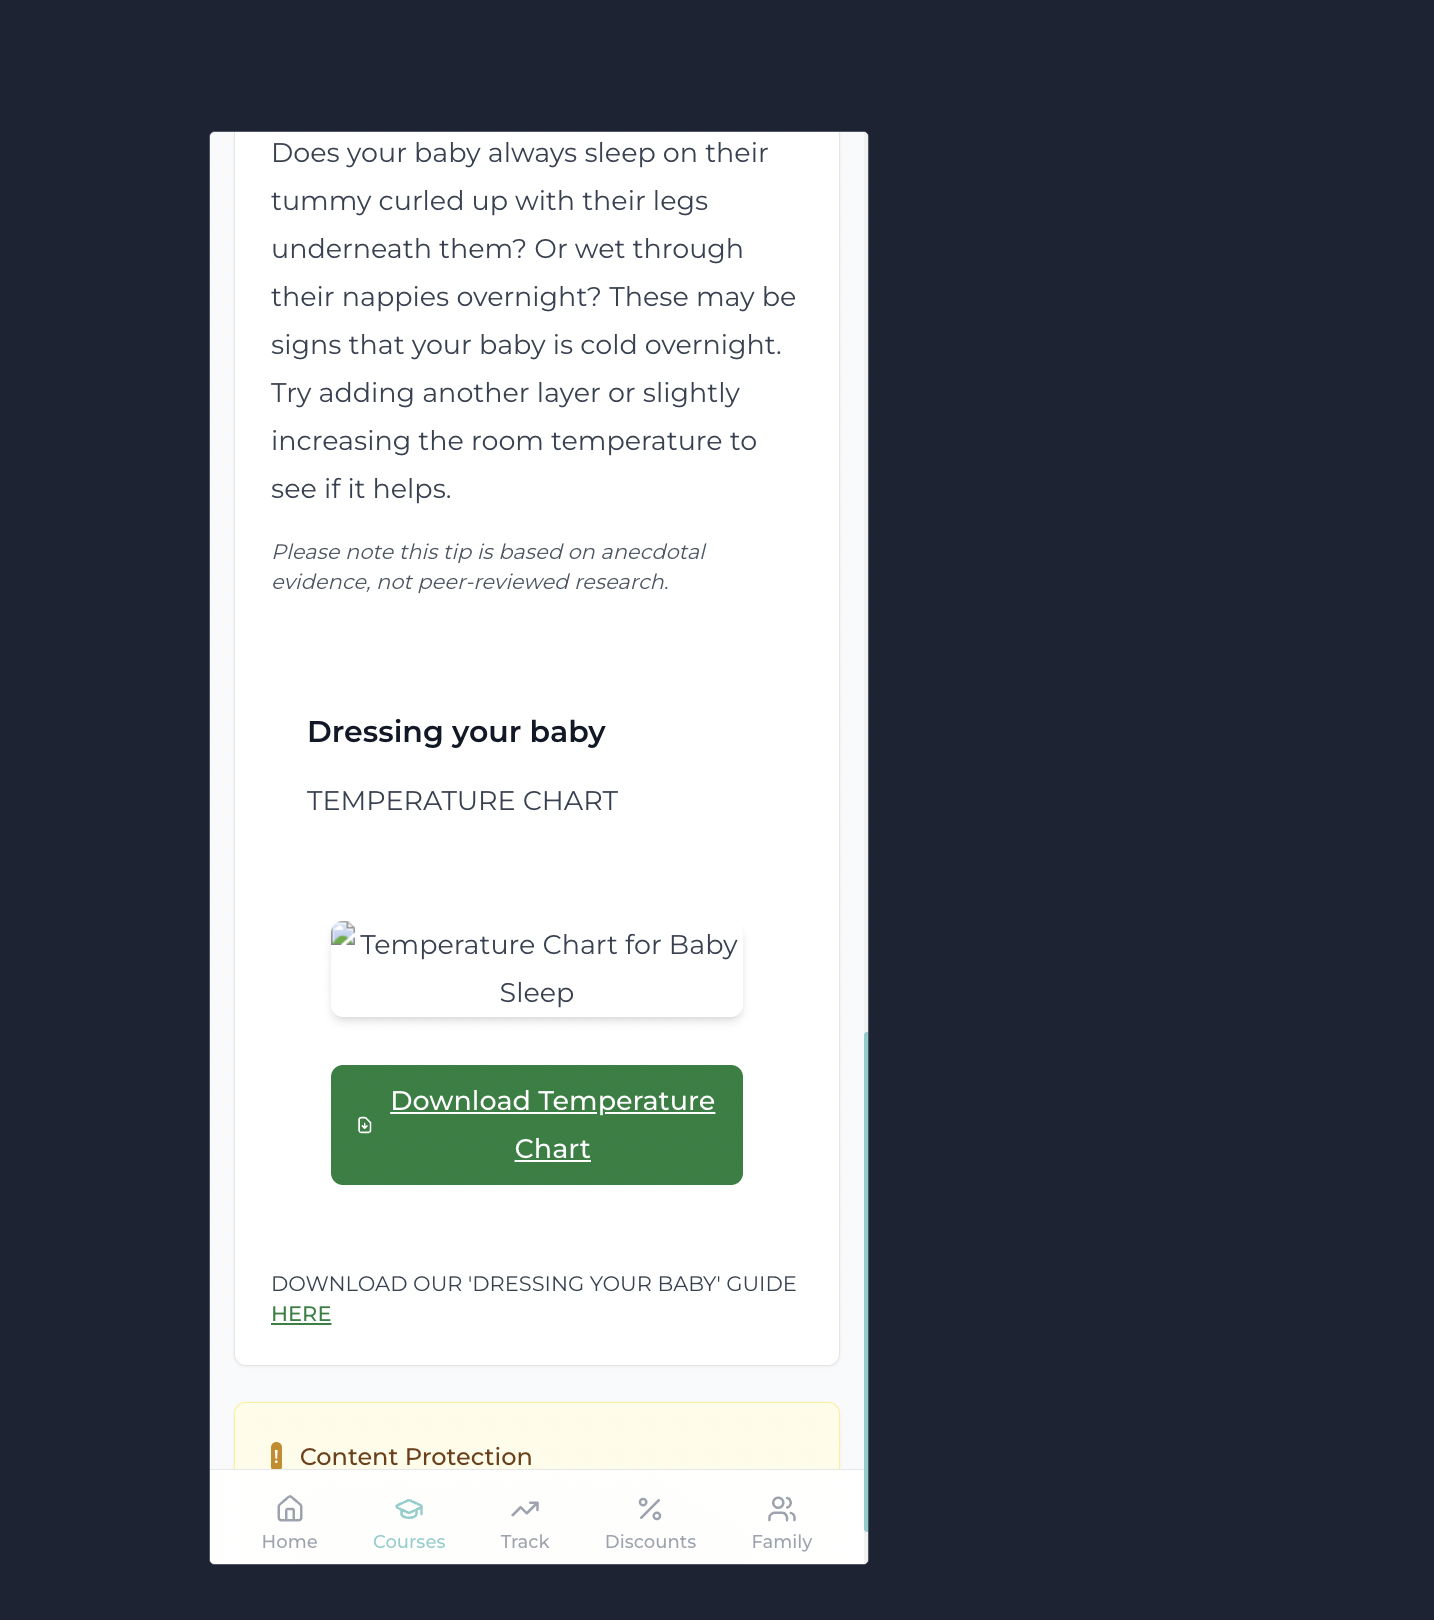 Does your baby always sleep on their
tummy curled up with their legs
underneath them? Or wet through
their nappies overnight? These may be
signs that your baby is cold overnight.
Try adding another layer or slightly
increasing the room temperature to
see if it helps.
Please note this tip is based on anecdotal
evidence, not peer-reviewed research.
Dressing your baby
TEMPERATURE CHART
Temperature Chart for Baby
Sleep
Download Temperature
Chart
DOWNLOAD OUR 'DRESSING YOUR BABY' GUIDE
HERE
! Content Protection
Home Courses Track Discounts Family